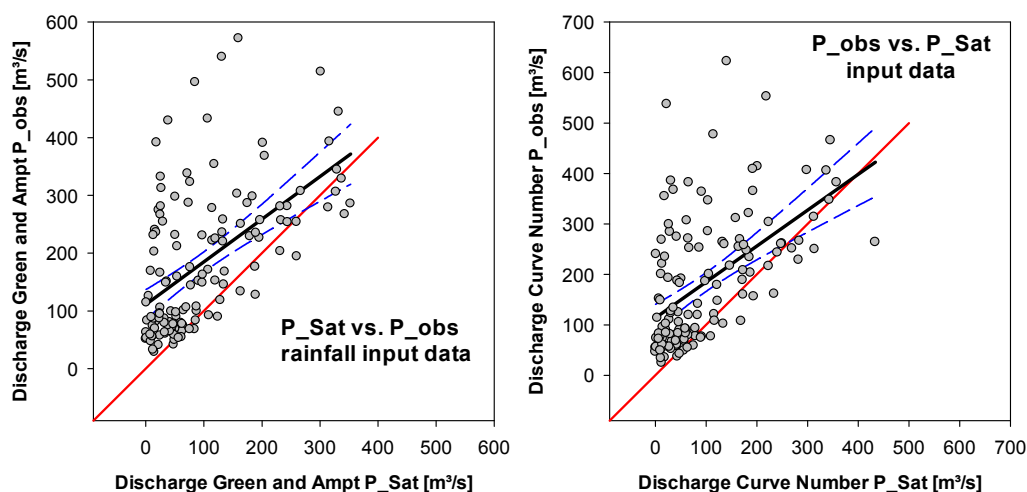 600
500
400
300
200
100
0
Discharge Green and Ampt P_obs [m³/s]
P_Sat vs. P_obs
rainfall input data
0 100 200 300 400 500 600
Discharge Green and Ampt P_Sat [m³/s]
700
600
500
400
300
200
100
0
Discharge Curve Number P_obs [m³/s]
P_obs vs. P_Sat
input data
0 100 200 300 400 500 600 700
Discharge Curve Number P_Sat [m³/s]